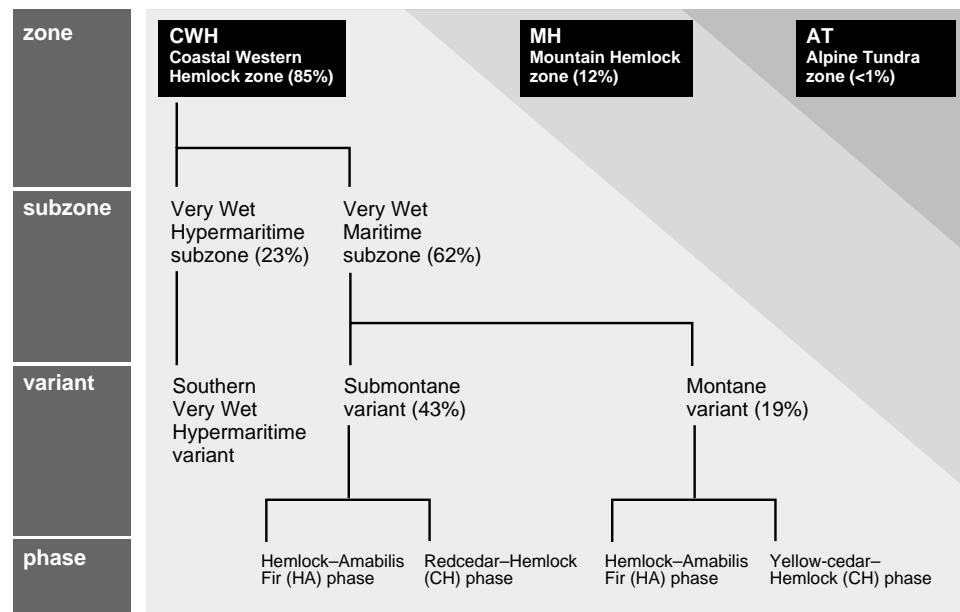 zone
CWH
Coastal Western
Hemlock zone (85%)
MH
Mountain Hemlock
zone (12%)
AT
Alpine Tundra
zone (<1%)
subzone
Very Wet
Hypermaritime
subzone (23%)
Very Wet
Maritime
subzone (62%)
variant
Southern
Very Wet
Hypermaritime
variant
Submontane
variant (43%)
Montane
variant (19%)
phase
Hemlock–Amabilis
Fir (HA) phase
Redcedar–Hemlock
(CH) phase
Hemlock–Amabilis
Fir (HA) phase
Yellow-cedar–
Hemlock (CH) phase